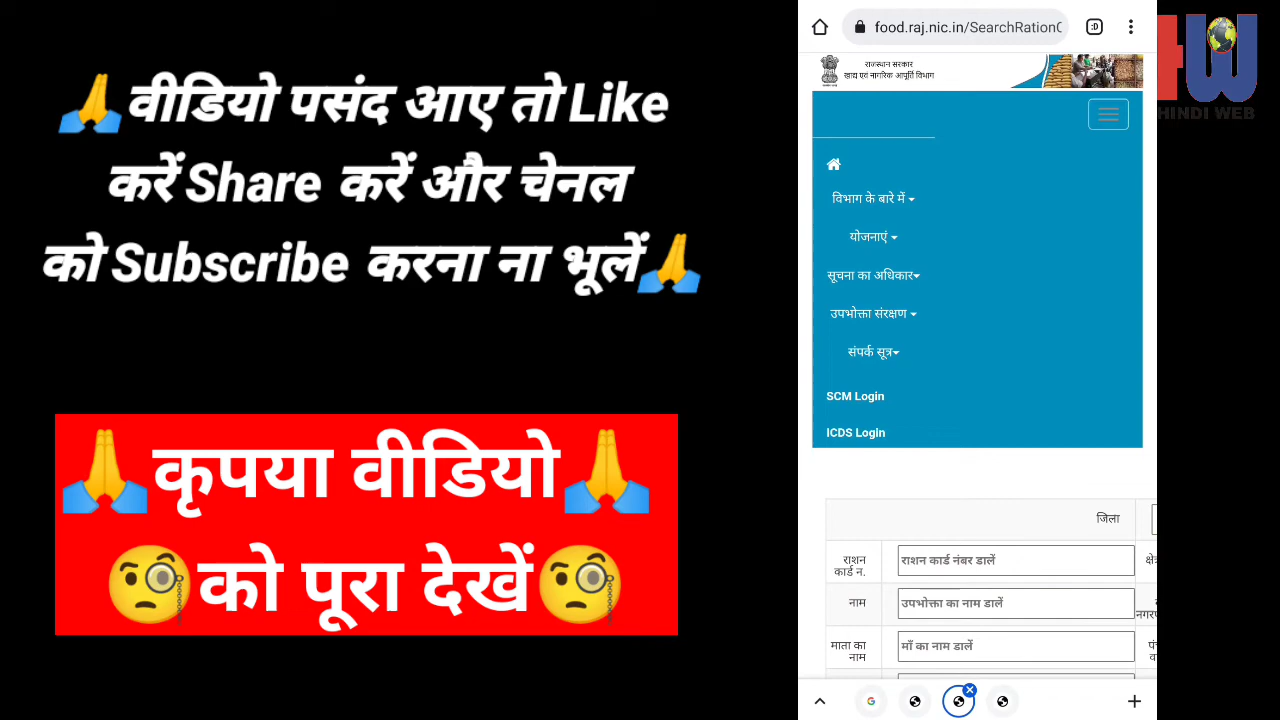 🙏वीडियो पसंद आए तो Like
करें Share करें और चेनल
को Subscribe करना ना भूलें🙏
🙏कृपया वीडियो🙏
🧐को पूरा देखें🧐
food.raj.nic.in/SearchRationC
:D
राजस्थान सरकार
खाद्य एवं नागरिक आपूर्ति विभाग
विभाग के बारे में
योजनाएं
सूचना का अधिकार
उपभोक्ता संरक्षण
संपर्क सूत्र
SCM Login
ICDS Login
जिला
राशन कार्ड न.
राशन कार्ड नंबर डालें
नाम
उपभोक्ता का नाम डालें
माता का नाम
माँ का नाम डालें
HINDI WEB